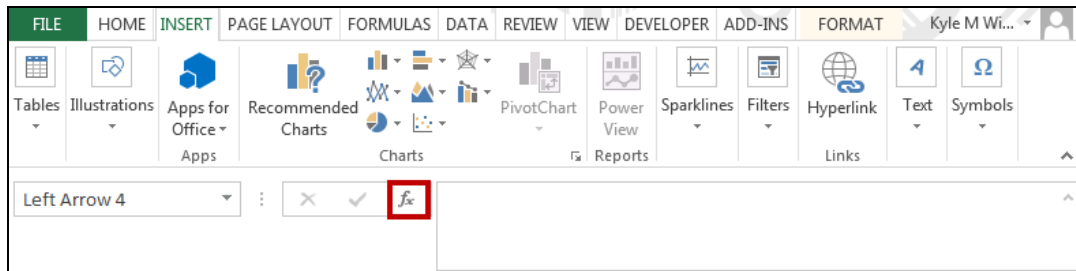 FILE HOME INSERT PAGE LAYOUT FORMULAS DATA REVIEW VIEW DEVELOPER ADD-INS FORMAT Kyle M Wi...
Tables Illustrations Apps for Office Recommended Charts PivotChart Power View Sparklines Filters Hyperlink Text Symbols
Apps Charts Reports Links
Left Arrow 4 fx